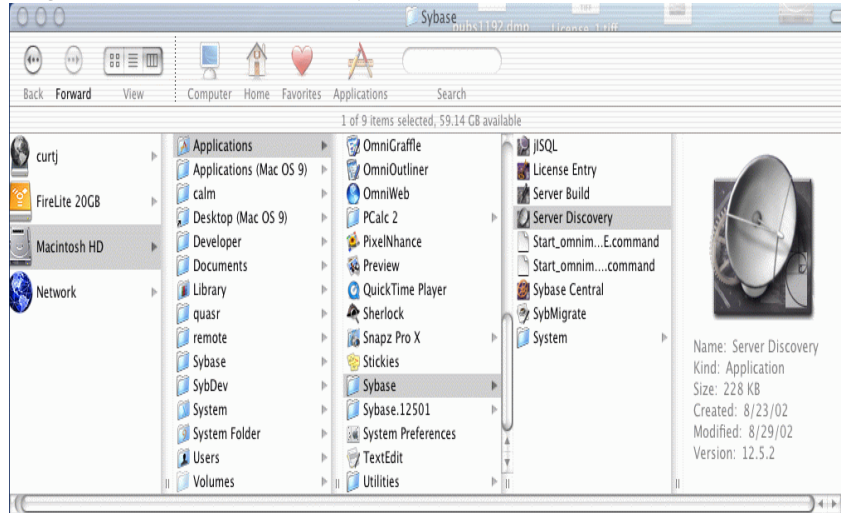 Sybase
pubs1192.dmp
License_1.tiff
Back Forward View Computer Home Favorites Applications Search
1 of 9 items selected, 59.14 GB available
curtj
FireLite 20GB
Macintosh HD
Network
Applications
Applications (Mac OS 9)
calm
Desktop (Mac OS 9)
Developer
Documents
Library
quasr
remote
Sybase
SybDev
System
System Folder
Users
Volumes
OmniGraffle
OmniOutliner
OmniWeb
PCalc 2
PixelNhance
Preview
QuickTime Player
Sherlock
Snapz Pro X
Stickies
Sybase
Sybase.12501
System Preferences
TextEdit
Utilities
jISQL
License Entry
Server Build
Server Discovery
Start_omnim...E.command
Start_omnim....command
Sybase Central
SybMigrate
System
Name: Server Discovery
Kind: Application
Size: 228 KB
Created: 8/23/02
Modified: 8/29/02
Version: 12.5.2